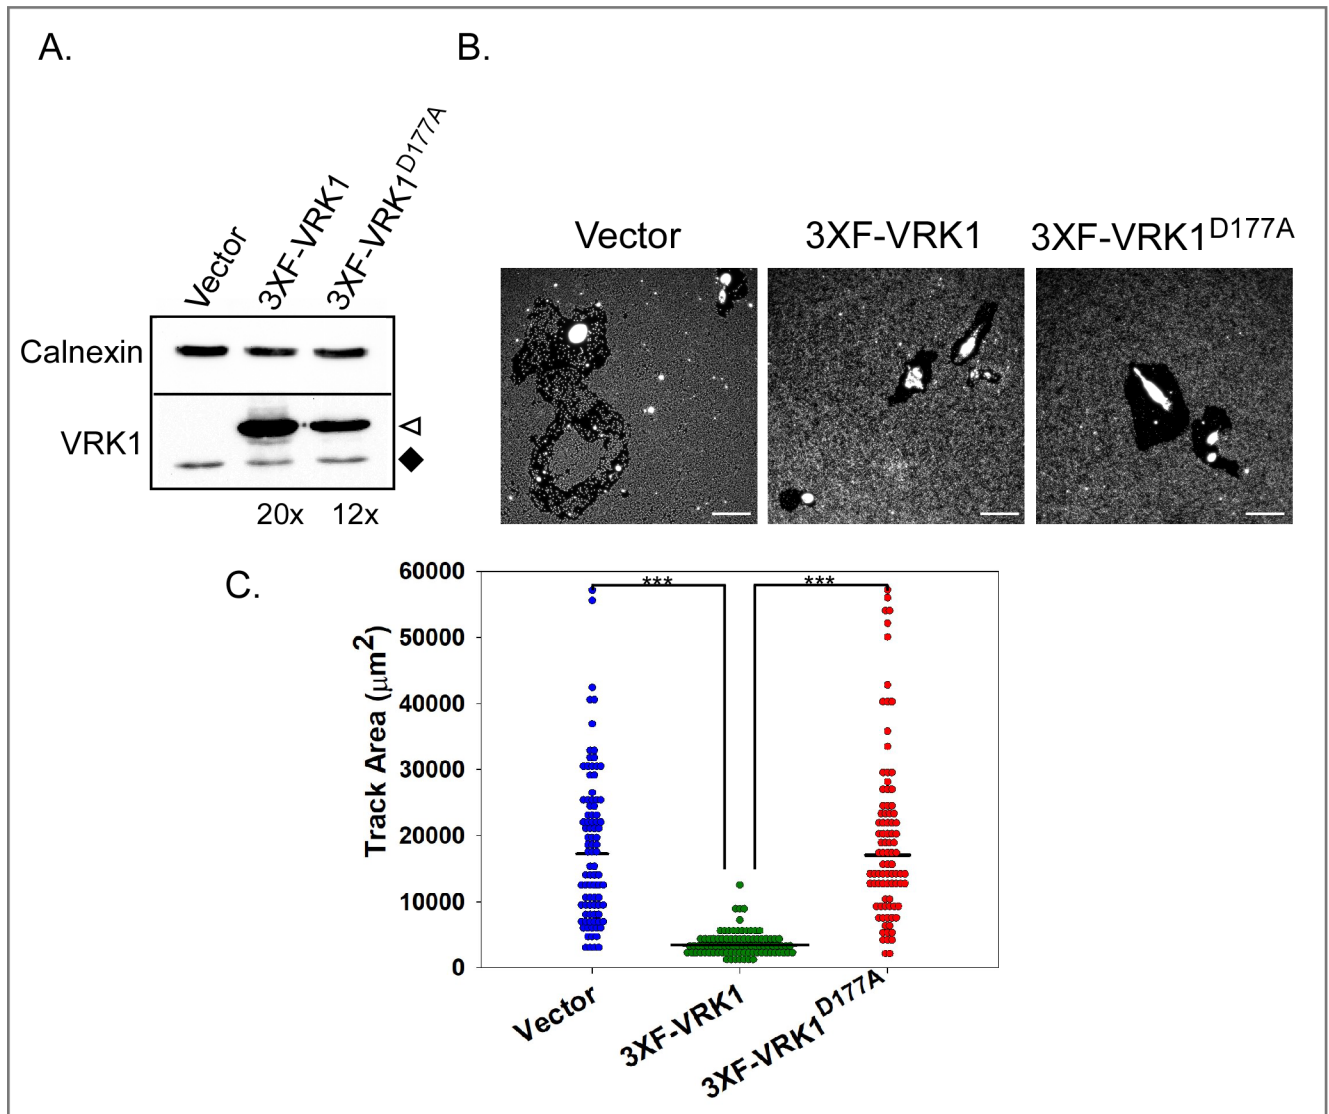 A.
Vector
3XF-VRK1
3XF-VRK1D177A
Calnexin
VRK1
20x
12x
B.
Vector
3XF-VRK1
3XF-VRK1D177A
C.
***
***
Track Area (μm2)
60000
50000
40000
30000
20000
10000
0
Vector
3XF-VRK1
3XF-VRK1D177A